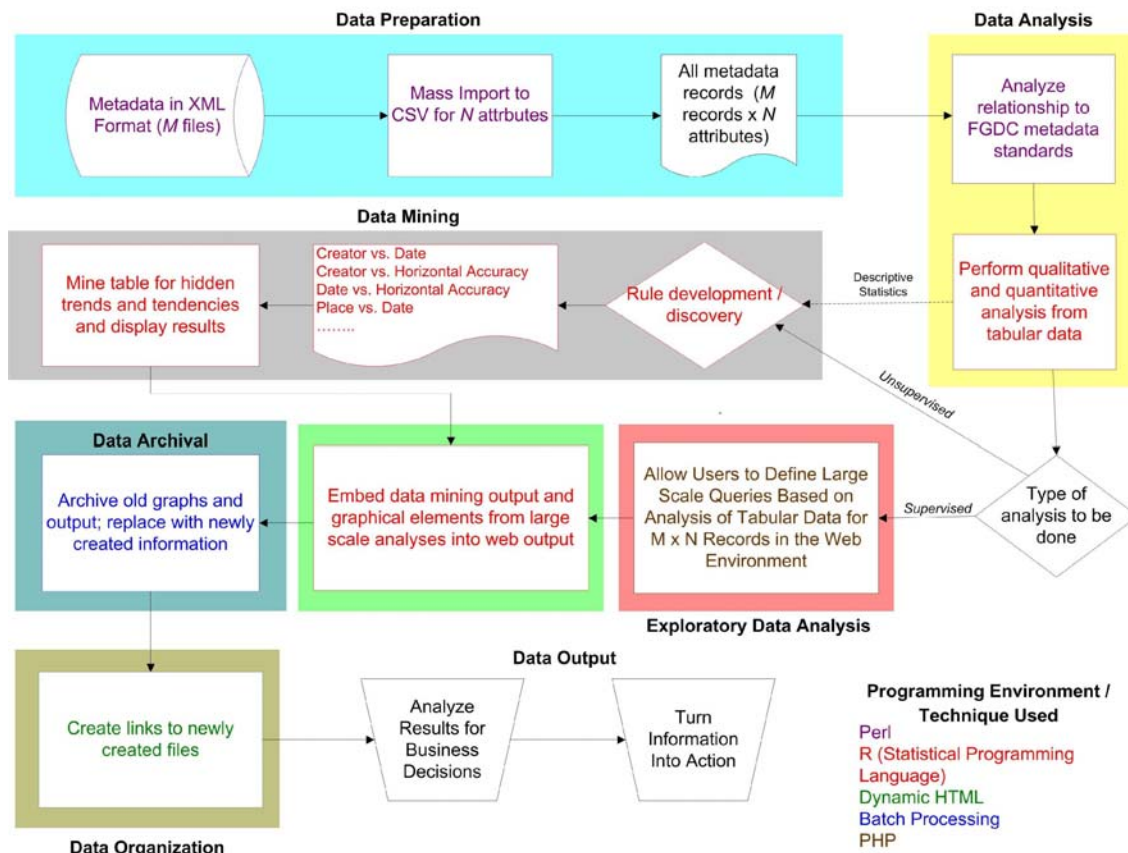 Data Preparation
Data Analysis
Metadata in XML
Format (M files)
Mass Import to
CSV for N attrbutes
All metadata
records (M
records x N
attributes)
Analyze
relationship to
FGDC metadata
standards
Data Mining
Mine table for hidden
trends and tendencies
and display results
Creator vs. Date
Creator vs. Horizontal Accuracy
Date vs. Horizontal Accuracy
Place vs. Date
........
Rule development /
discovery
Descriptive
Statistics
Perform qualitative
and quantitative
analysis from
tabular data
Unsupervised
Data Archival
Archive old graphs and
output; replace with newly
created information
Embed data mining output and
graphical elements from large
scale analyses into web output
Allow Users to Define Large
Scale Queries Based on
Analysis of Tabular Data for
M x N Records in the Web
Environment
Supervised
Type of
analysis to be
done
Exploratory Data Analysis
Data Output
Create links to newly
created files
Analyze
Results for
Business
Decisions
Turn
Information
Into Action
Programming Environment /
Technique Used
Perl
R (Statistical Programming
Language)
Dynamic HTML
Batch Processing
PHP
Data Organization